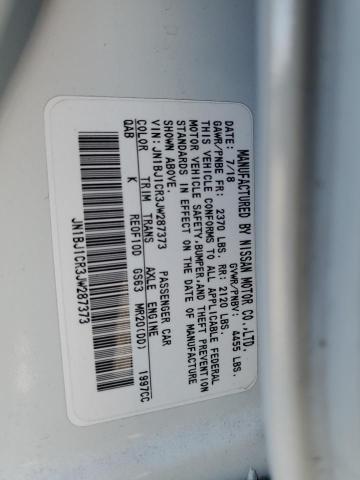 MANUFACTURED BY NISSAN MOTOR CO.,LTD.
DATE: 7/18 GVWR/PNBV: 4455 LBS.
GAWR/PNBE FR: 2370 LBS. RR: 2120 LBS.
THIS VEHICLE CONFORMS TO ALL APPLICABLE FEDERAL
MOTOR VEHICLE SAFETY,BUMPER,AND THEFT PREVENTION
STANDARDS IN EFFECT ON THE DATE OF MANUFACTURE
SHOWN ABOVE.
VIN: JN1BJ1CR3JW287373 PASSENGER CAR
COLOR TRIM TRANS AXLE ENGINE
QAB K RE0F10D GS63 MR20(DD) 1997CC
JN1BJ1CR3JW287373